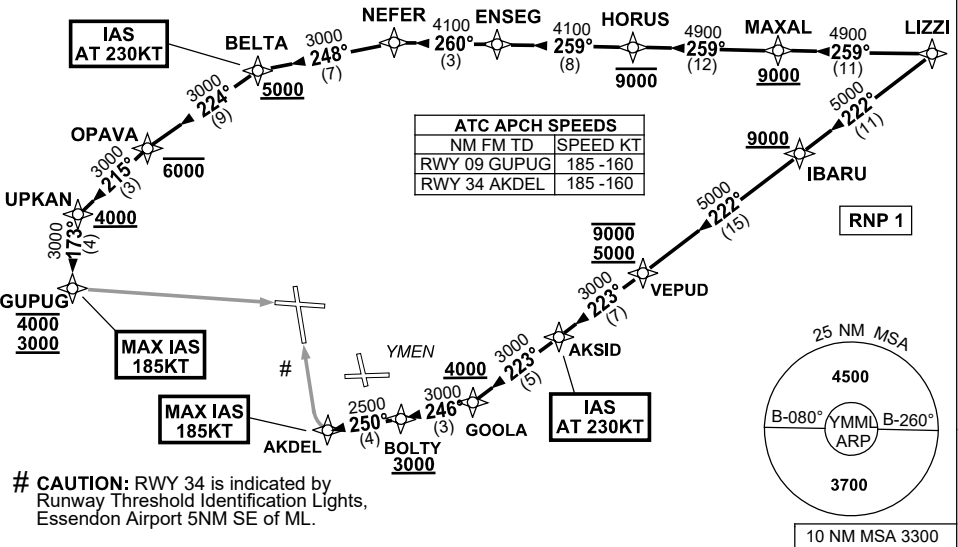 NEFER
ENSEG
HORUS
MAXAL
LIZZI
IAS
AT 230KT
BELTA
3000
248°
(7)
4100
260°
(3)
4100
259°
(8)
4900
259°
(12)
4900
259°
(11)
9000
9000
5000
3000
224°
(9)
5000
222°
(11)
OPAVA
6000
ATC APCH SPEEDS
NM FM TD SPEED KT
RWY 09 GUPUG 185 -160
RWY 34 AKDEL 185 -160
9000
IBARU
3000
215°
(3)
UPKAN
4000
5000
222°
(15)
RNP 1
3000
173°
(4)
9000
5000
VEPUD
GUPUG
4000
3000
3000
223°
(7)
MAX IAS
185KT
#
YMEN
AKSID
25 NM MSA
4500
B-080°
YMML
ARP
B-260°
3700
4000
3000
223°
(5)
MAX IAS
185KT
2500
250°
(4)
3000
246°
(3)
GOOLA
IAS
AT 230KT
AKDEL
BOLTY
3000
# CAUTION: RWY 34 is indicated by
Runway Threshold Identification Lights,
Essendon Airport 5NM SE of ML.
10 NM MSA 3300